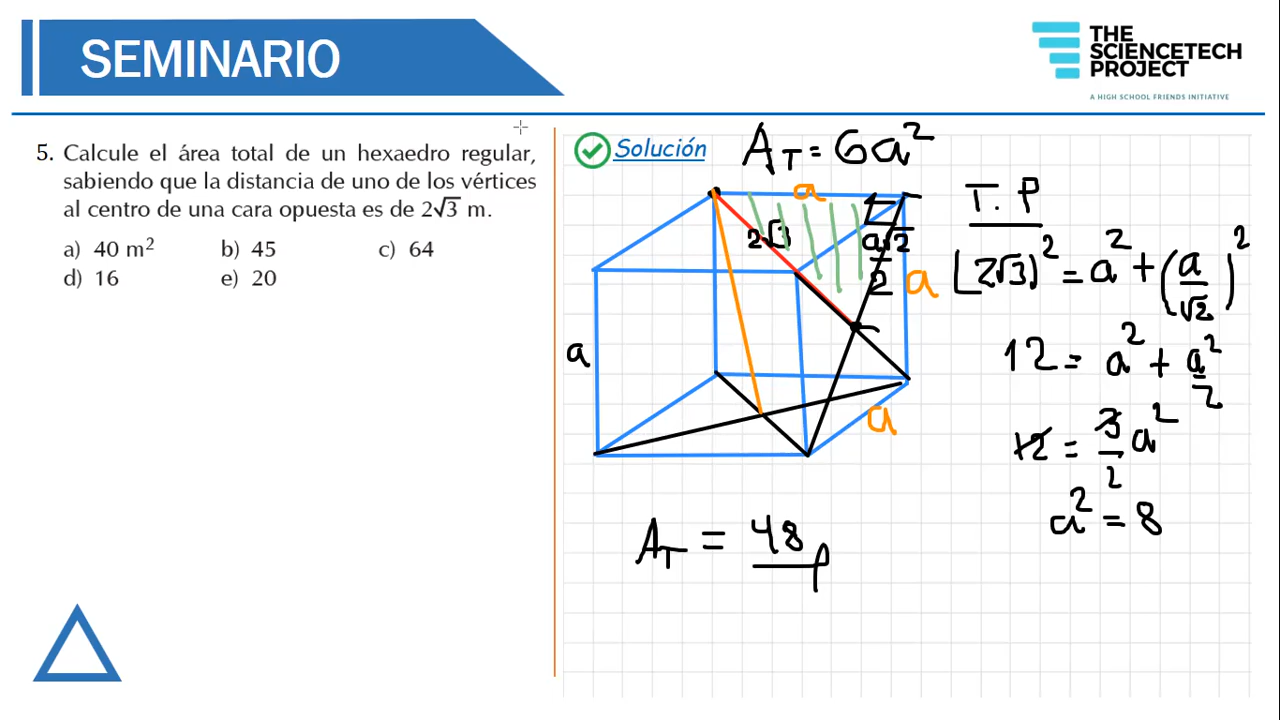 SEMINARIO
THE
SCIENCETECH
PROJECT
A HIGH SCHOOL FRIENDS INITIATIVE
5. Calcule el área total de un hexaedro regular,
sabiendo que la distancia de uno de los vértices
al centro de una cara opuesta es de 2√3 m.
a) 40 m² b) 45 c) 64
d) 16 e) 20
Solución
A_T = 6a²
a
2√3
a√2/2
a
a
a
T.P
(2√3)² = a² + (a/√2)²
12 = a² + a²/2
12 = 3/2 a²
a² = 8
A_T = 48